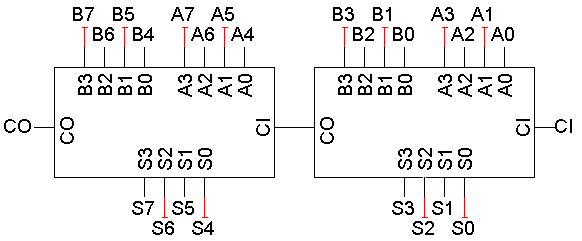 B7 B5 A7 A5 B3 B1 A3 A1
B6 B4 A6 A4 B2 B0 A2 A0
B3 B2 B1 B0 A3 A2 A1 A0 B3 B2 B1 B0 A3 A2 A1 A0
CO CO CI CO CI CI
S3 S2 S1 S0 S3 S2 S1 S0
S7 S5 S3 S1
S6 S4 S2 S0